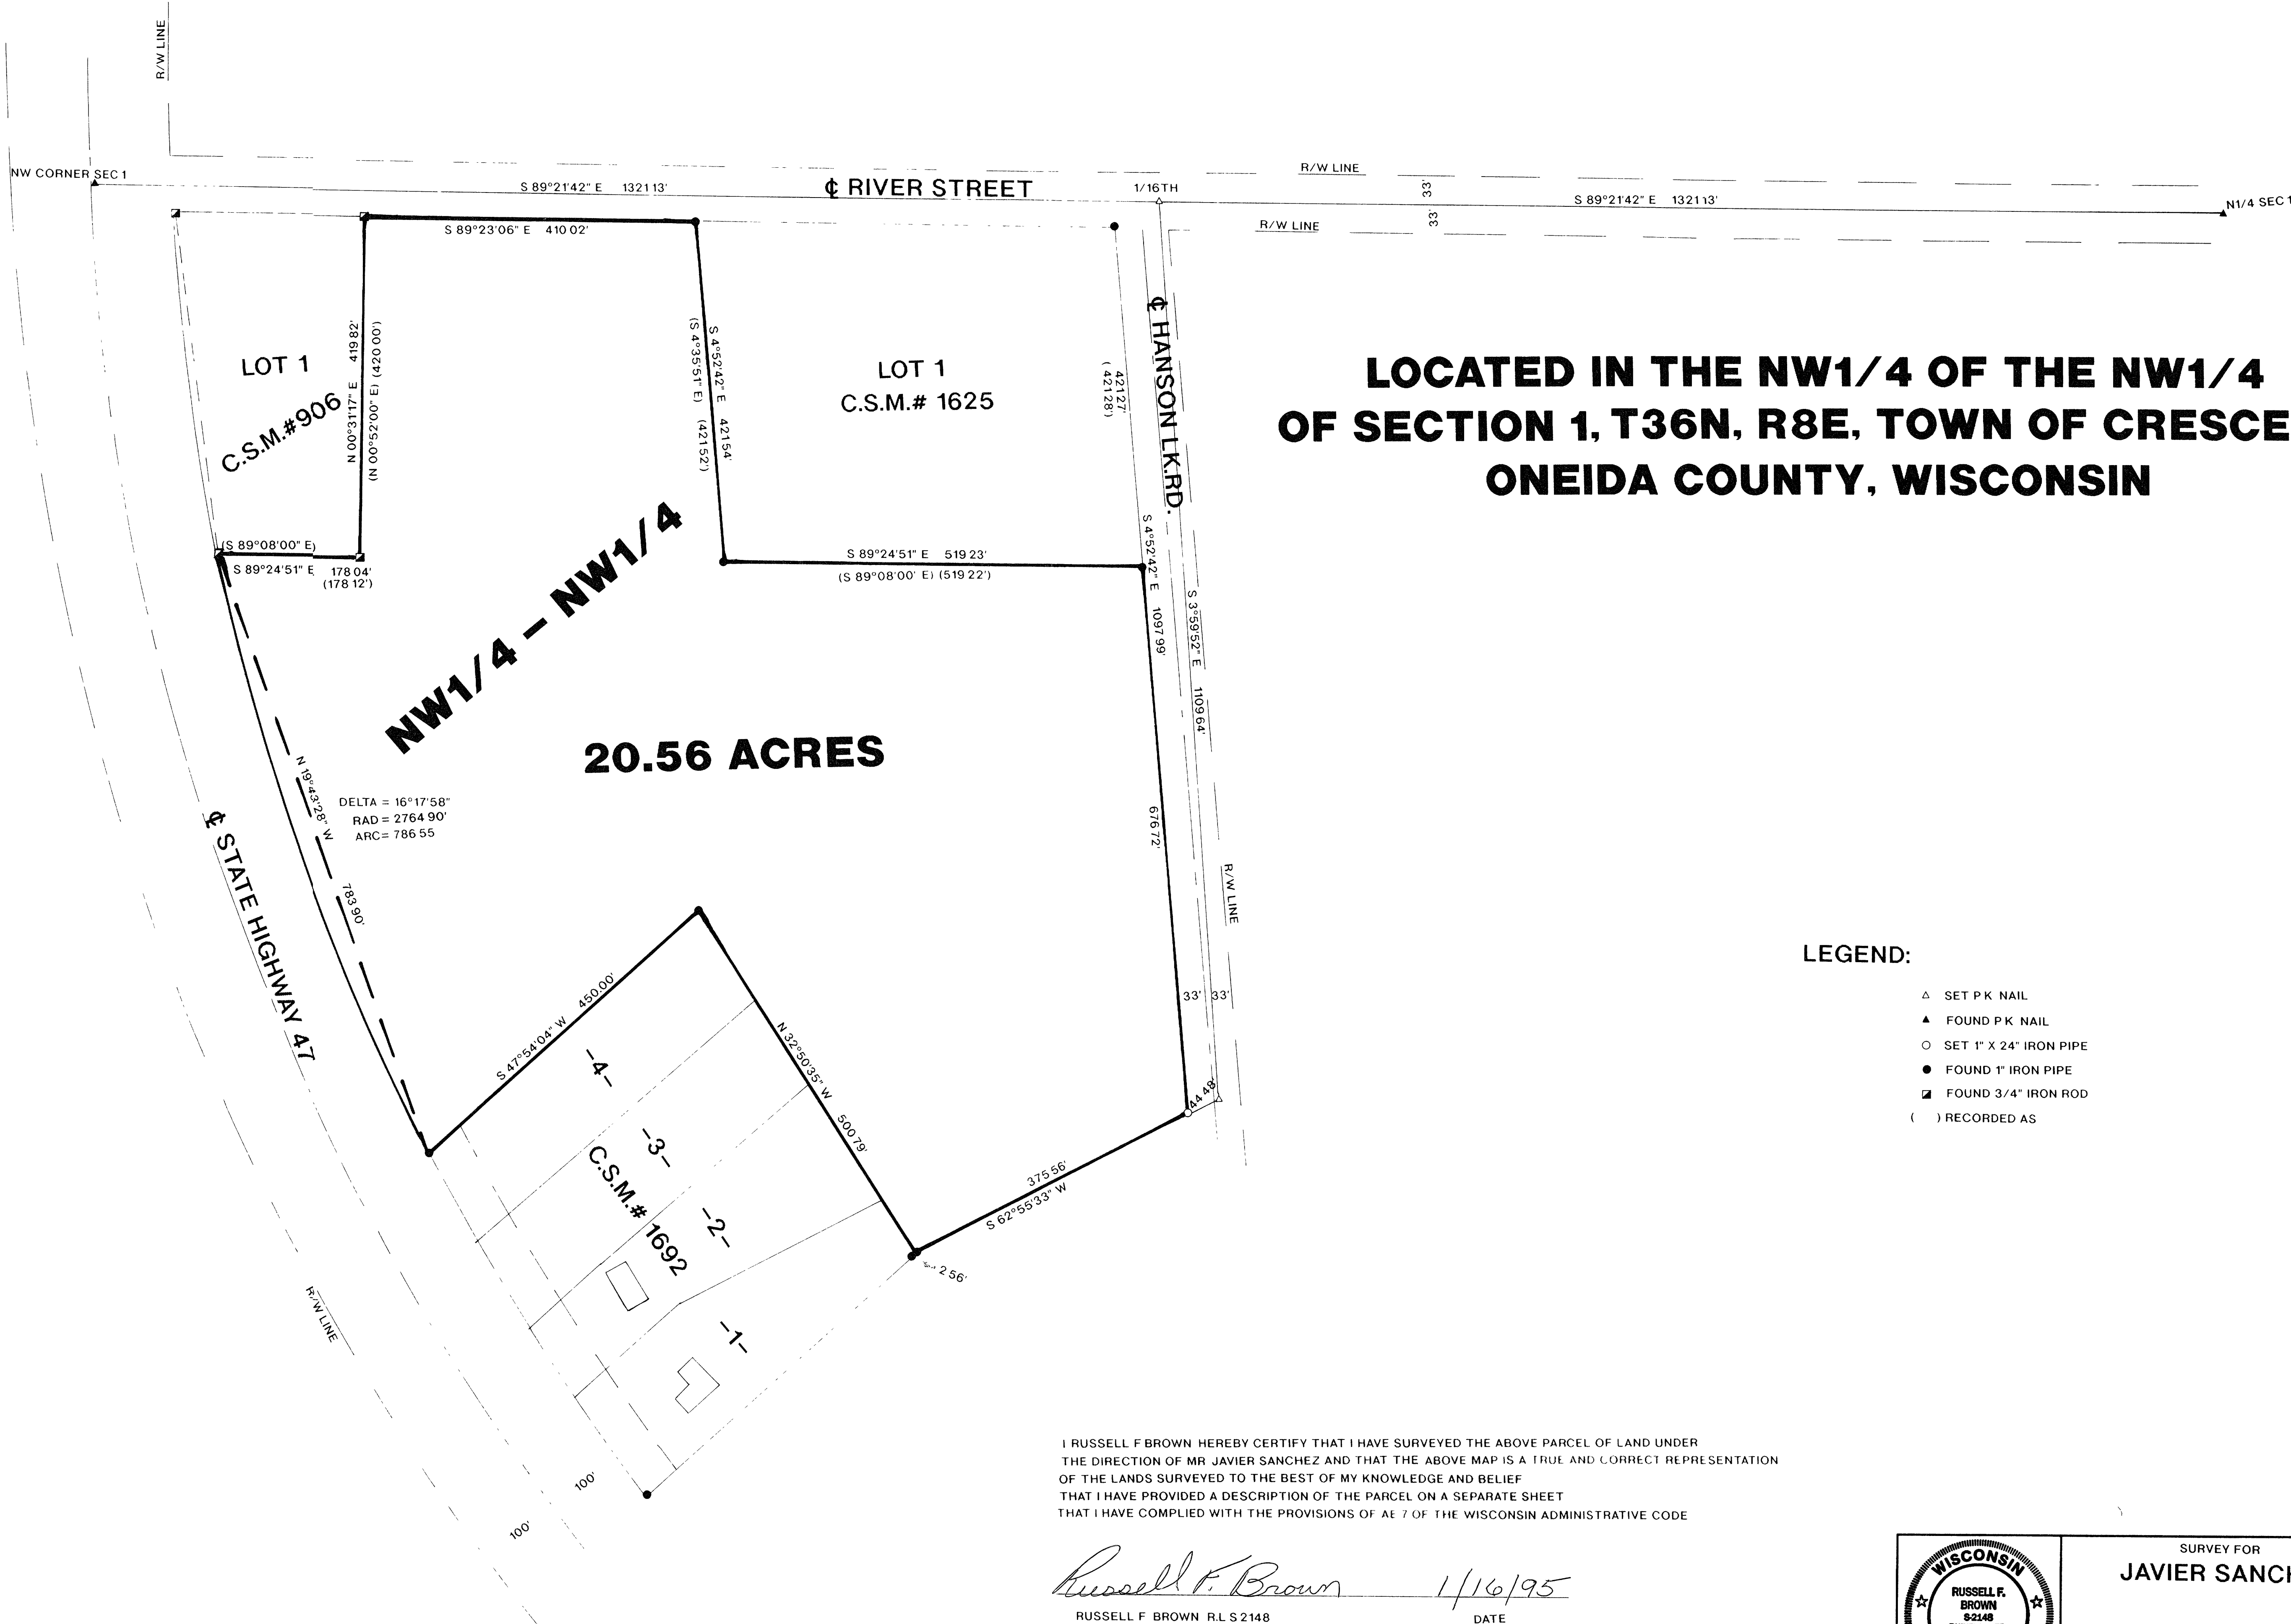 R/W LINE
NW CORNER SEC 1
S 89°21'42" E 1321 13'
℄ RIVER STREET
1/16TH
R/W LINE
33'
33'
S 89°21'42" E 1321 13'
N1/4 SEC 1
R/W LINE
S 89°23'06" E 410 02'
LOT 1
C.S.M.#906
N 00°31'17" E 419 82'
(N 00°52'00" E) (420 00')
(S 4°35'51" E) (421 52')
S 4°52'42" E 421 54'
LOT 1
C.S.M.# 1625
421 27'
( 421 28')
℄ HANSON LK.RD.
LOCATED IN THE NW1/4 OF THE NW1/4
OF SECTION 1, T36N, R8E, TOWN OF CRESCE
ONEIDA COUNTY, WISCONSIN
(S 89°08'00" E)
S 89°24'51" E 178 04'
(178 12')
S 89°24'51" E 519 23'
(S 89°08'00' E) (519 22')
S 4°52'42" E 1097 99'
S 3°59'52" E 1109 64'
NW1/4 - NW1/4
20.56 ACRES
N 19°43'28" W 783 90'
DELTA = 16°17'58"
RAD = 2764 90'
ARC= 786 55
676 72'
R/W LINE
℄ STATE HIGHWAY 47
S 47°54'04" W 450.00'
-4-
-3-
C.S.M.# 1692
-2-
-1-
N 32°50'35" W 500 79'
33' 33'
44 48'
375 56'
S 62°55'33" W
2 56'
R/W LINE
100'
100'
LEGEND:
SET P K NAIL
FOUND P K NAIL
SET 1" X 24" IRON PIPE
FOUND 1" IRON PIPE
FOUND 3/4" IRON ROD
( ) RECORDED AS
I RUSSELL F BROWN HEREBY CERTIFY THAT I HAVE SURVEYED THE ABOVE PARCEL OF LAND UNDER
THE DIRECTION OF MR JAVIER SANCHEZ AND THAT THE ABOVE MAP IS A TRUE AND CORRECT REPRESENTATION
OF THE LANDS SURVEYED TO THE BEST OF MY KNOWLEDGE AND BELIEF
THAT I HAVE PROVIDED A DESCRIPTION OF THE PARCEL ON A SEPARATE SHEET
THAT I HAVE COMPLIED WITH THE PROVISIONS OF AE 7 OF THE WISCONSIN ADMINISTRATIVE CODE
Russell F. Brown 1/16/95
RUSSELL F BROWN R.L S 2148 DATE
WISCONSIN
RUSSELL F.
BROWN
S-2148
SURVEY FOR
JAVIER SANCH